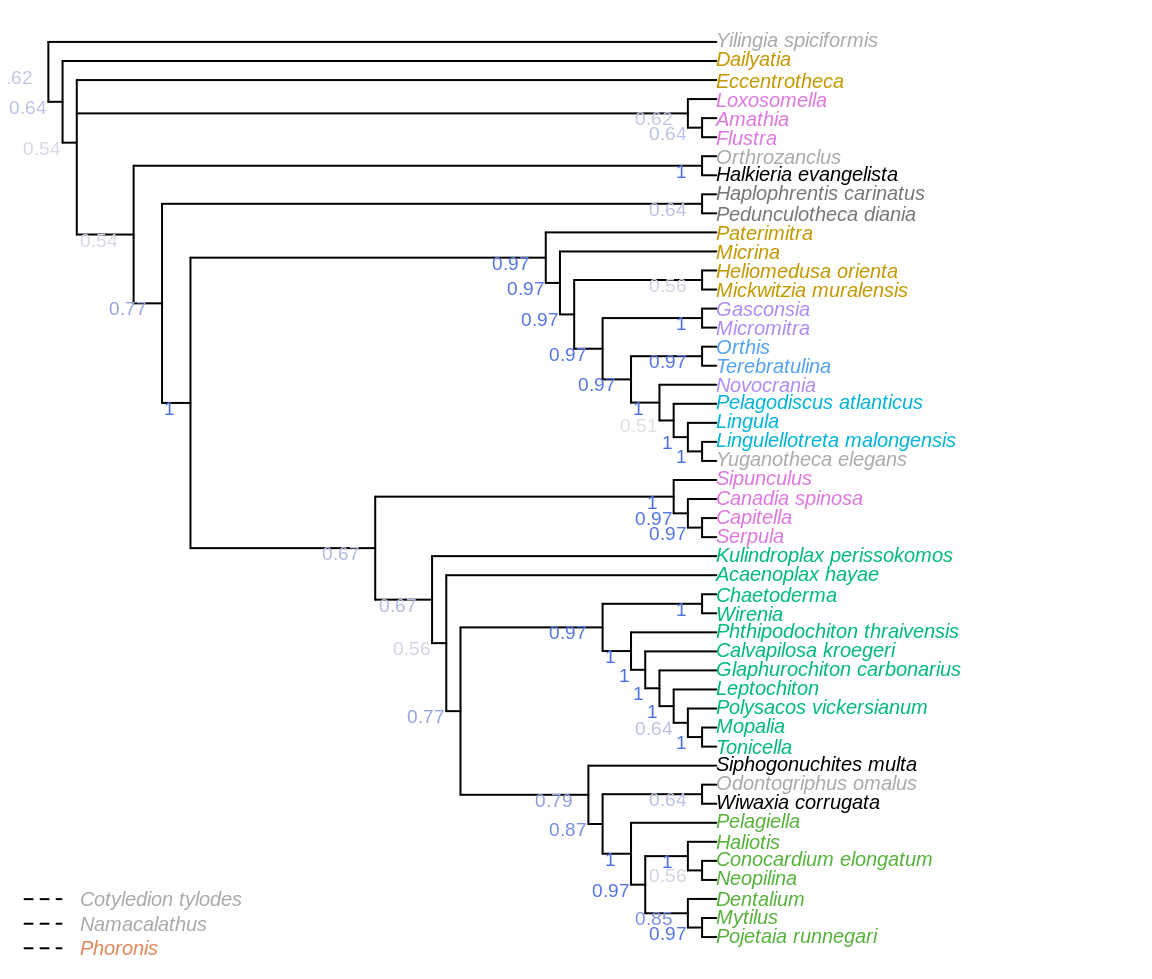 Yilingia spiciformis
Dailyatia
.62
Eccentrotheca
Loxosomella
0.64
0.62
Amathia
0.64
Flustra
0.54
Orthrozanclus
1
Halkieria evangelista
Haplophrentis carinatus
0.64
Pedunculotheca diania
Paterimitra
0.54
Micrina
0.97
Heliomedusa orienta
0.97
0.56
Mickwitzia muralensis
0.77
Gasconsia
0.97
1
Micromitra
Orthis
0.97
0.97
Terebratulina
0.97
Novocrania
Pelagodiscus atlanticus
1
1
Lingula
0.51
Lingulellotreta malongensis
1
1
Yuganotheca elegans
Sipunculus
Canadia spinosa
1
Capitella
0.97
0.97
Serpula
0.67
Kulindroplax perissokomos
Acaenoplax hayae
Chaetoderma
0.67
1
Wirenia
0.97
Phthipodochiton thraivensis
0.56
1
Calvapilosa kroegeri
1
Glaphurochiton carbonarius
1
Leptochiton
0.77
1
Polysacos vickersianum
0.64
Mopalia
1
Tonicella
Siphogonuchites multa
Odontogriphus omalus
0.79
0.64
Wiwaxia corrugata
0.87
Pelagiella
Haliotis
1
1
Conocardium elongatum
0.56
Neopilina
0.97
Dentalium
0.85
Mytilus
0.97
Pojetaia runnegari
Cotyledion tylodes
Namacalathus
Phoronis